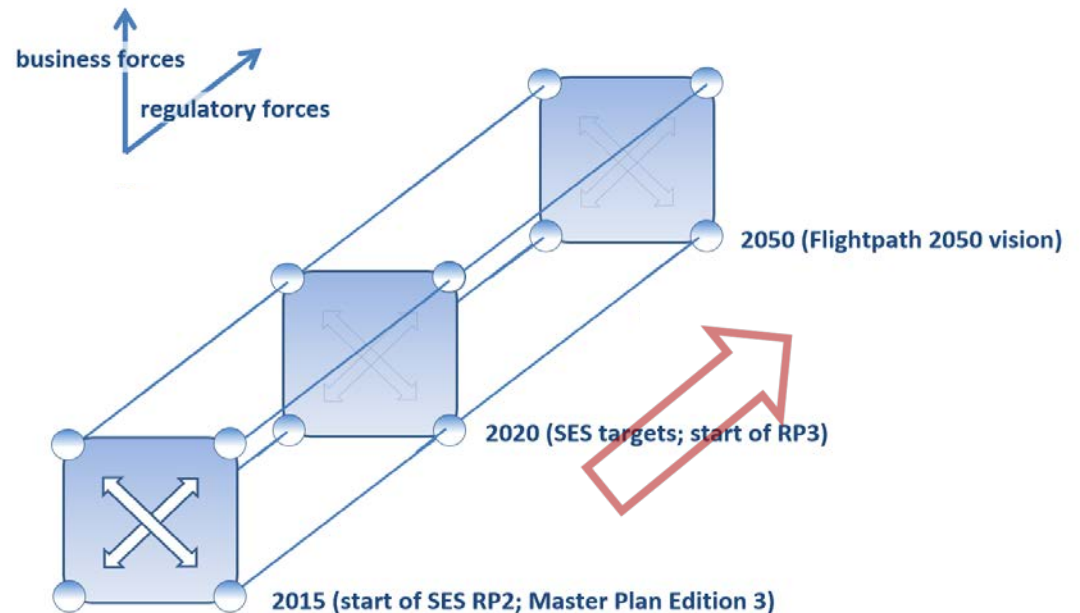 business forces
regulatory forces
2050 (Flightpath 2050 vision)
2020 (SES targets; start of RP3)
2015 (start of SES RP2; Master Plan Edition 3)